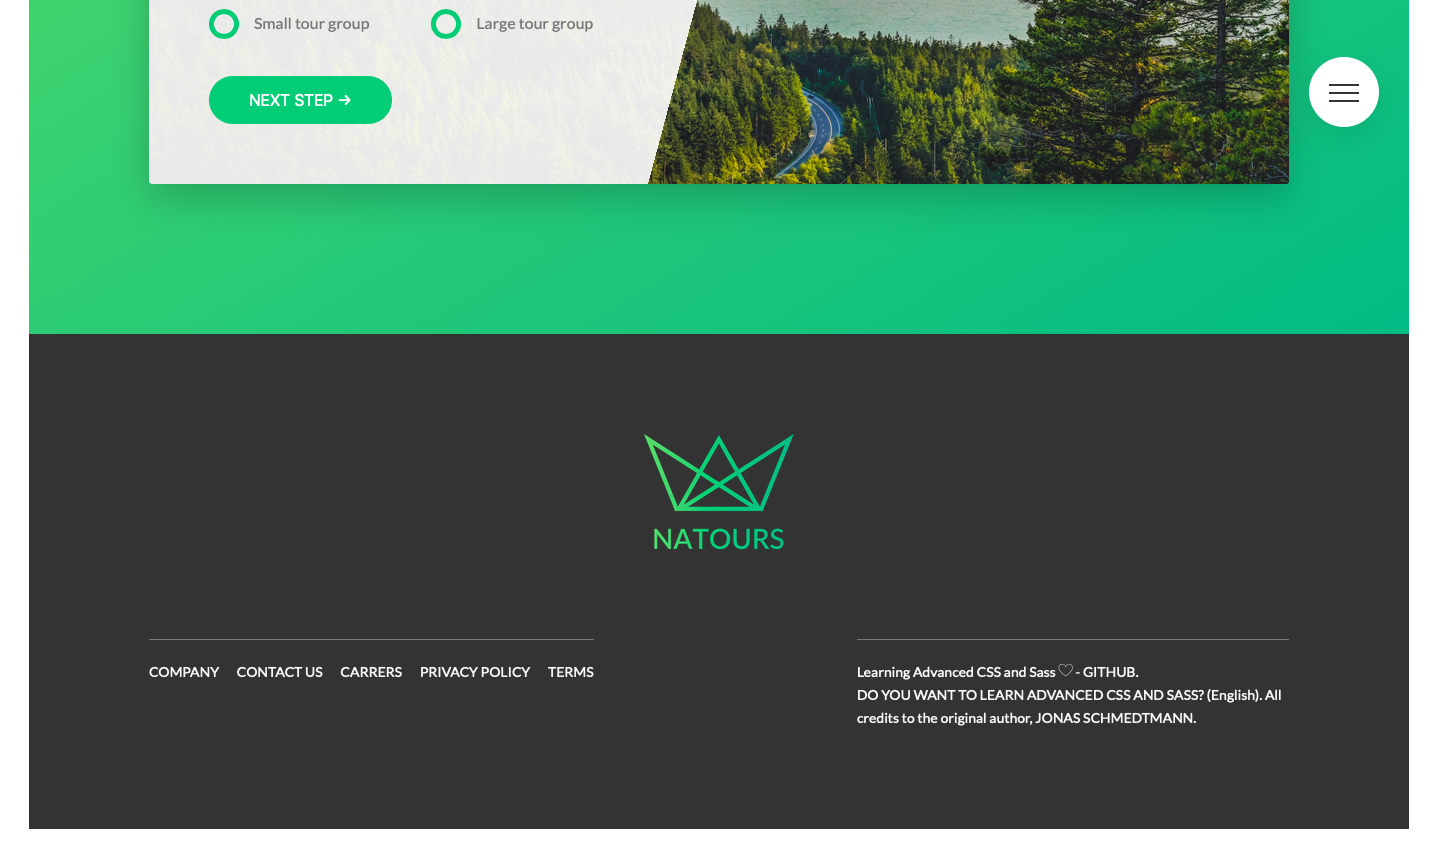 Small tour group Large tour group
NEXT STEP →
NATOURS
COMPANY CONTACT US CARRERS PRIVACY POLICY TERMS
Learning Advanced CSS and Sass ♡ - GITHUB.
DO YOU WANT TO LEARN ADVANCED CSS AND SASS? (English). All
credits to the original author, JONAS SCHMEDTMANN.